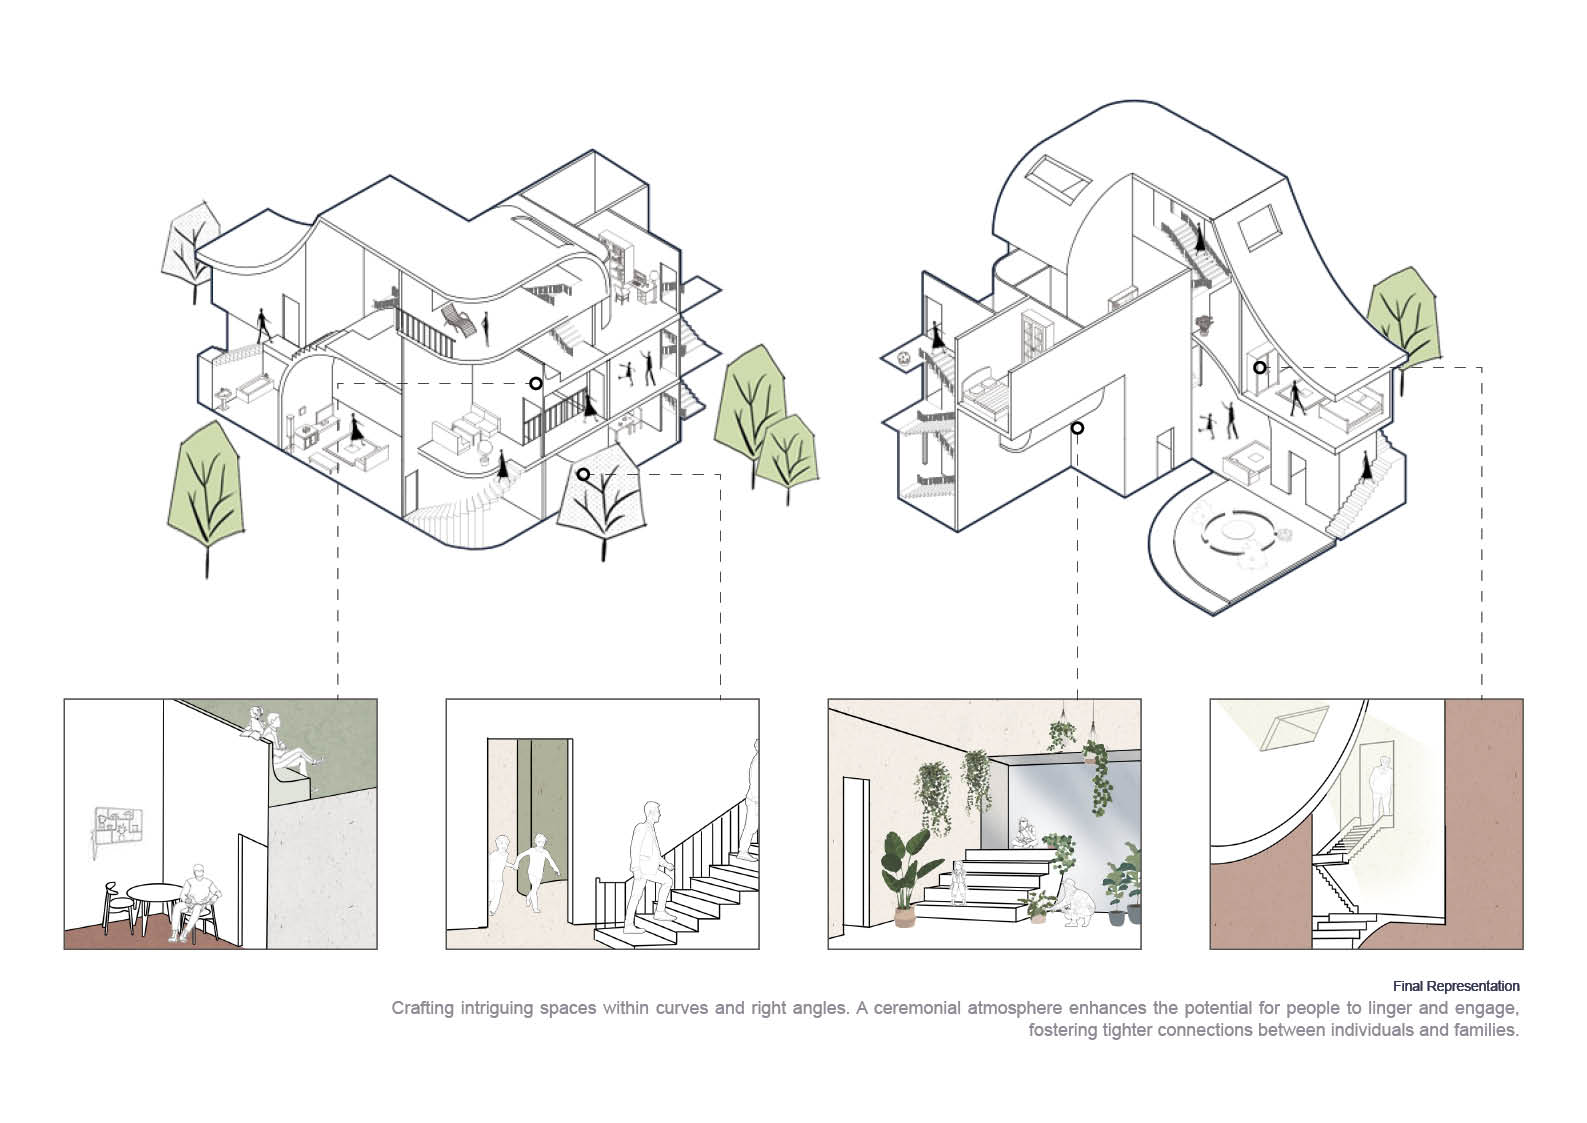 Final Representation
Crafting intriguing spaces within curves and right angles. A ceremonial atmosphere enhances the potential for people to linger and engage,
fostering tighter connections between individuals and families.